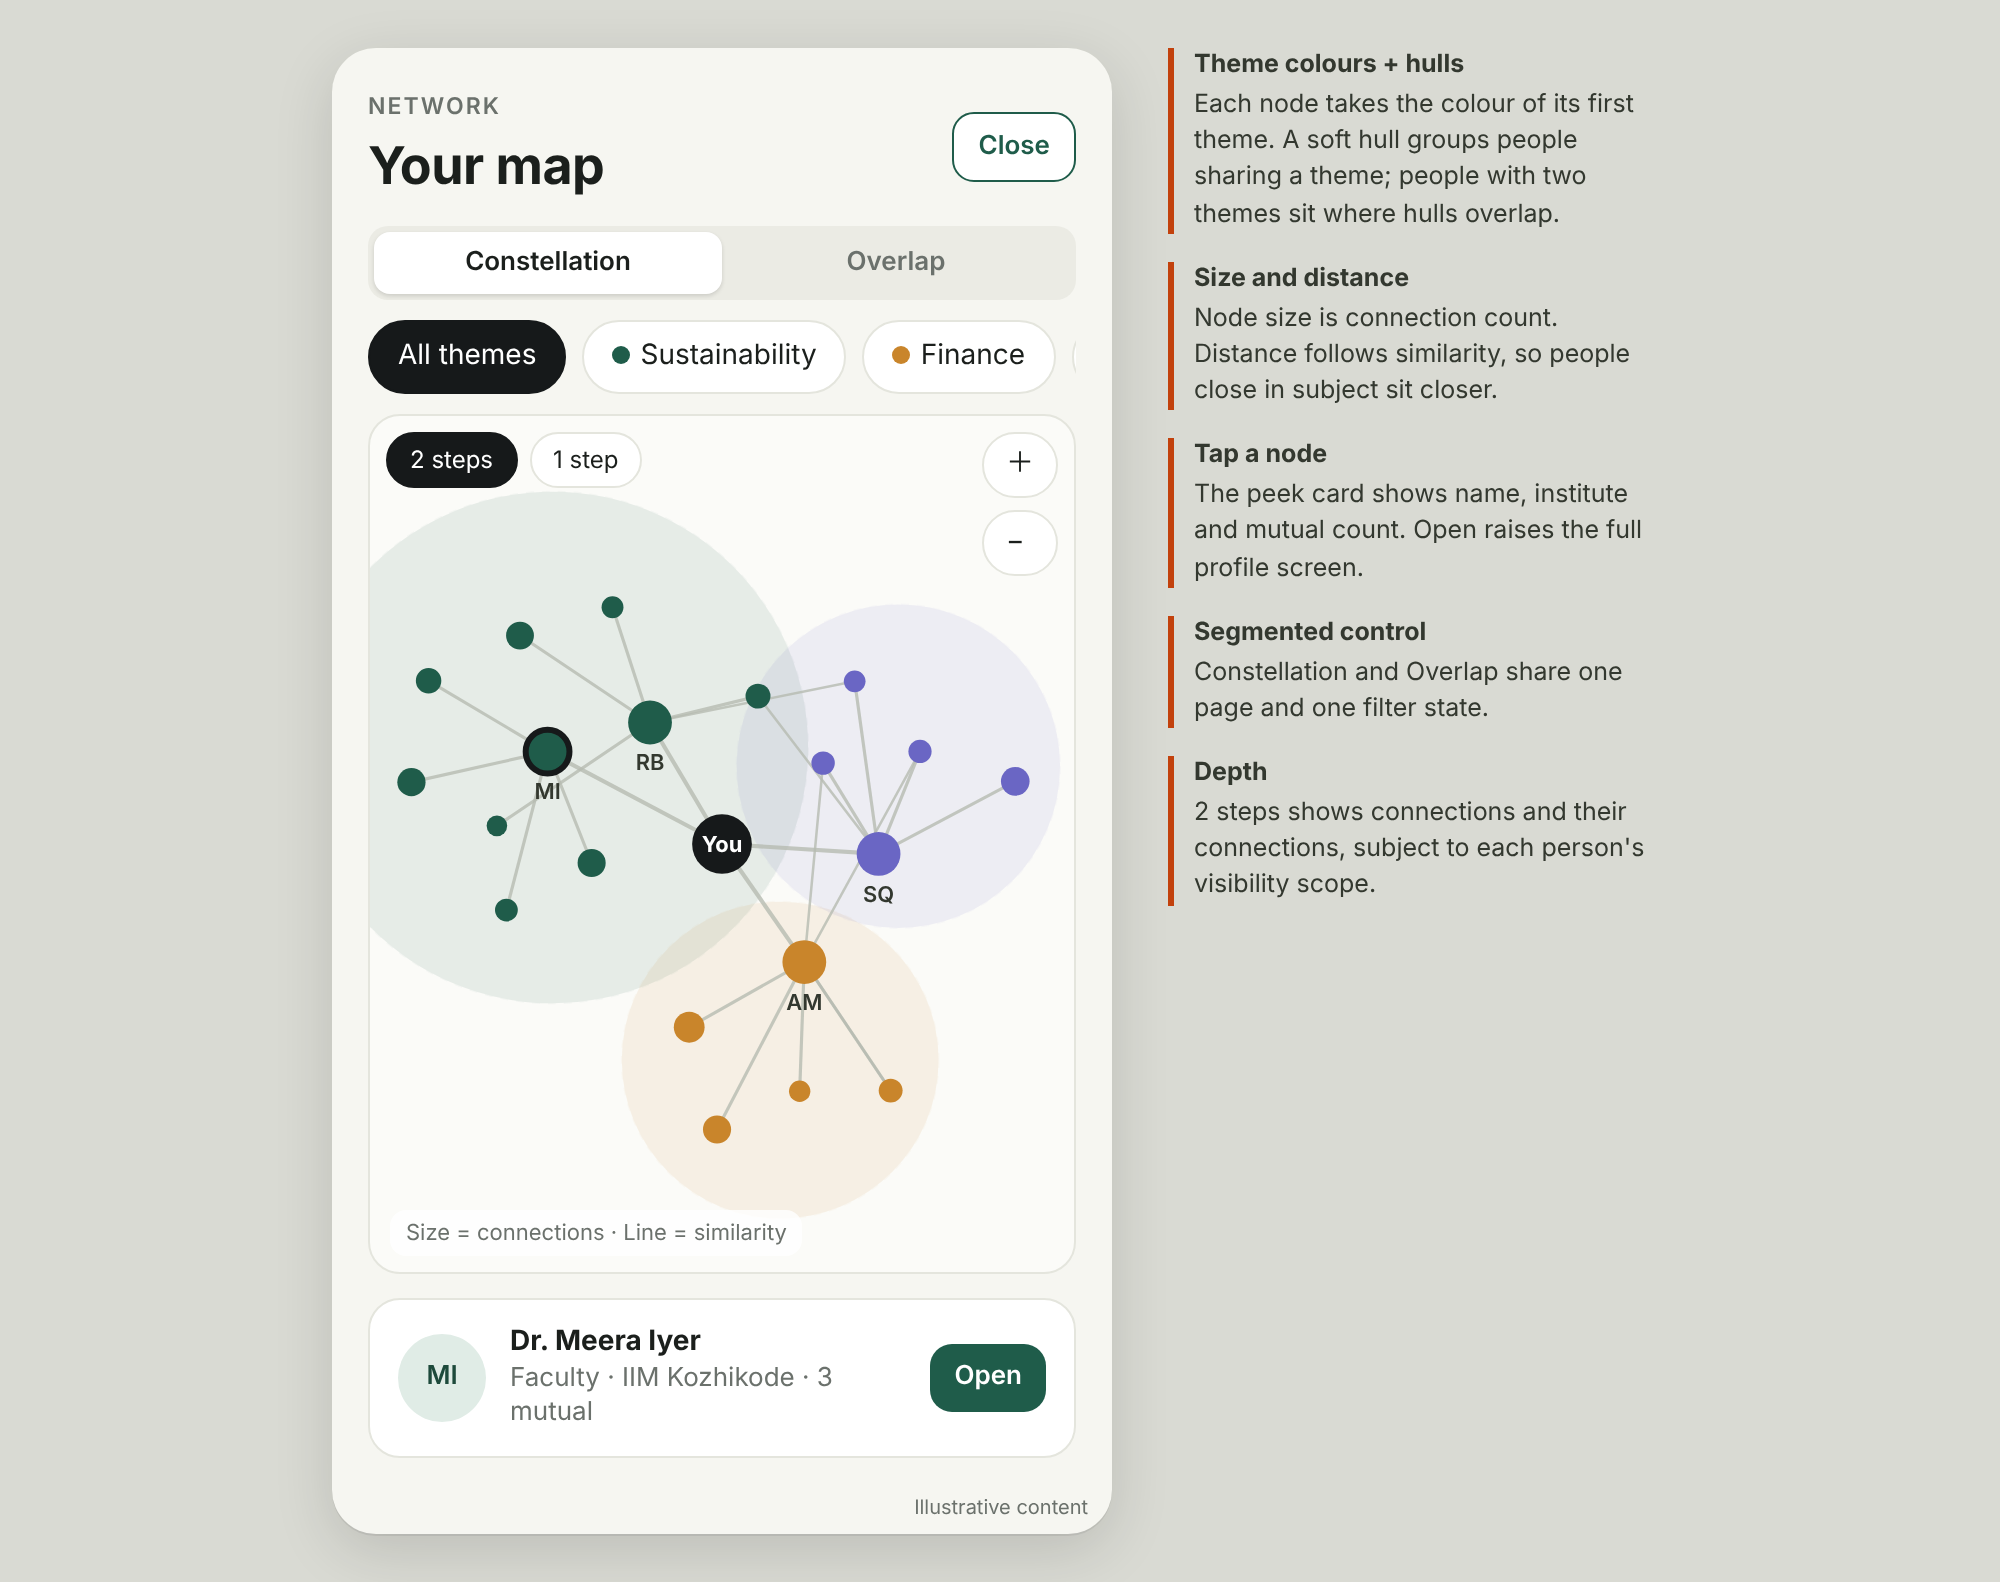 NETWORK
Your map
Close
Constellation
Overlap
All themes
Sustainability
Finance
2 steps
1 step
+
−
RB
MI
You
SQ
AM
Size = connections · Line = similarity
MI
Dr. Meera Iyer
Faculty · IIM Kozhikode · 3
mutual
Open
Illustrative content
Theme colours + hulls
Each node takes the colour of its first
theme. A soft hull groups people
sharing a theme; people with two
themes sit where hulls overlap.
Size and distance
Node size is connection count.
Distance follows similarity, so people
close in subject sit closer.
Tap a node
The peek card shows name, institute
and mutual count. Open raises the full
profile screen.
Segmented control
Constellation and Overlap share one
page and one filter state.
Depth
2 steps shows connections and their
connections, subject to each person's
visibility scope.